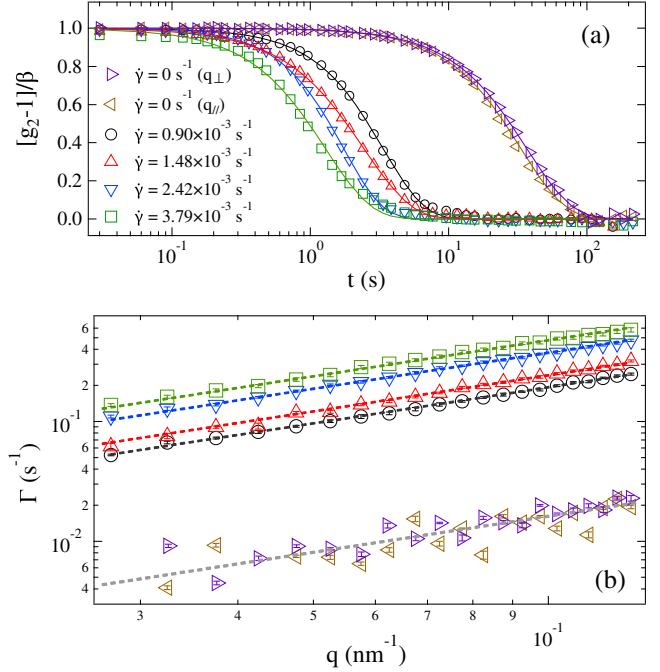 (a)
[g₂-1]/β
1.0
0.8
0.6
0.4
0.2
0.0
γ̇ = 0 s⁻¹ (q⊥)
γ̇ = 0 s⁻¹ (q//)
γ̇ = 0.90×10⁻³ s⁻¹
γ̇ = 1.48×10⁻³ s⁻¹
γ̇ = 2.42×10⁻³ s⁻¹
γ̇ = 3.79×10⁻³ s⁻¹
10⁻¹ 10⁰ 10¹ 10²
t (s)
Γ (s⁻¹)
6
4
2
10⁻¹
6
4
2
10⁻²
6
4
(b)
3 4 5 6 7 8 9 10⁻¹
q (nm⁻¹)